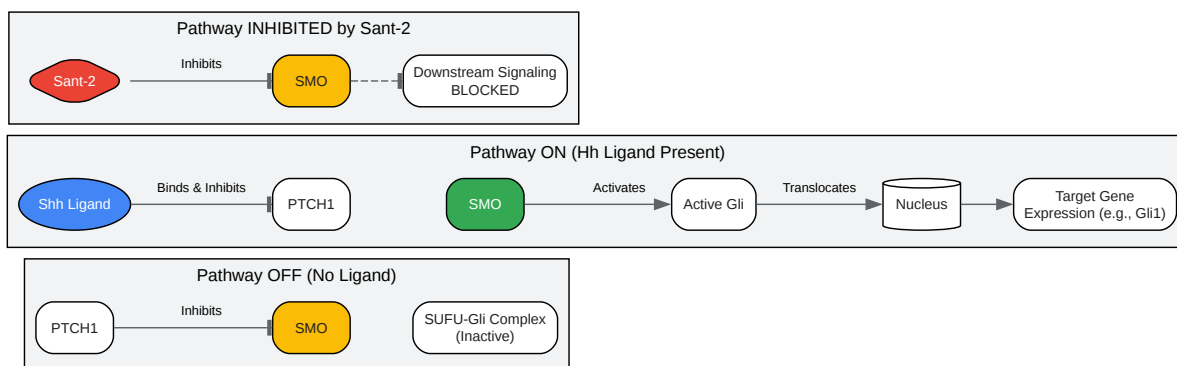 Pathway INHIBITED by Sant-2
Inhibits
Sant-2
SMO
Downstream Signaling
BLOCKED
Pathway ON (Hh Ligand Present)
Binds & Inhibits
Activates
Translocates
Shh Ligand
PTCH1
SMO
Active Gli
Nucleus
Target Gene
Expression (e.g., Gli1)
Pathway OFF (No Ligand)
Inhibits
PTCH1
SMO
SUFU-Gli Complex
(Inactive)